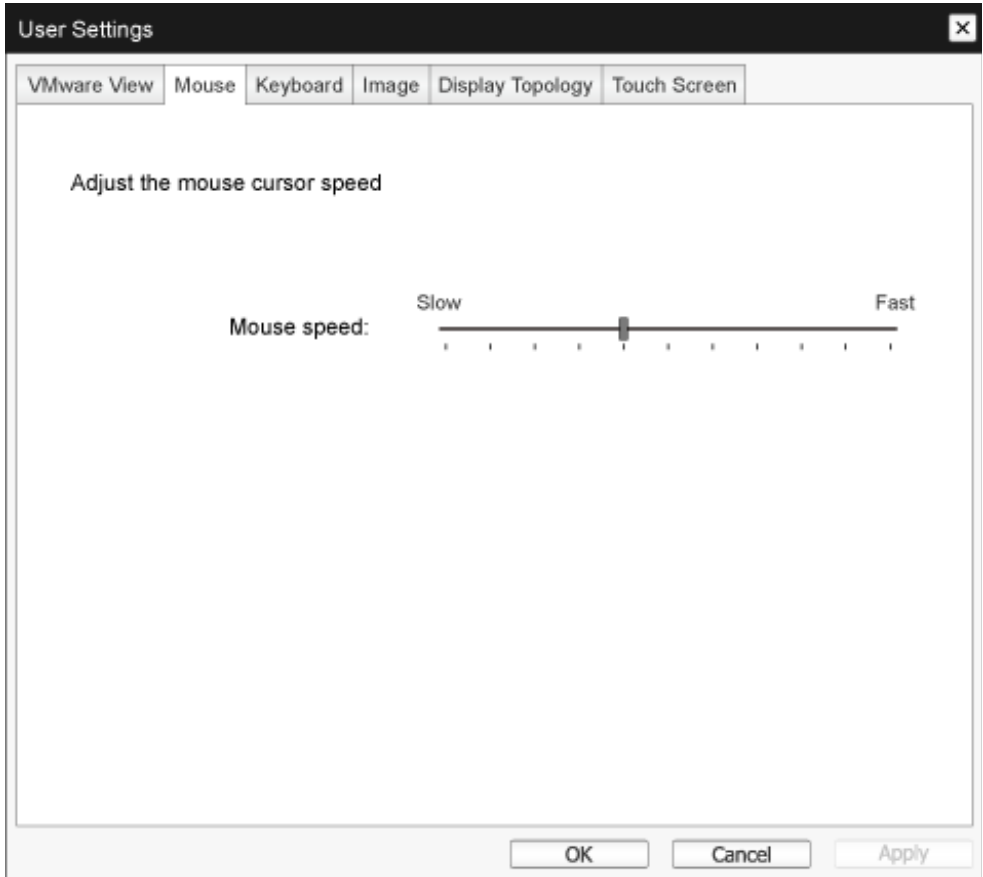 User Settings
VMware View Mouse Keyboard Image Display Topology Touch Screen
Adjust the mouse cursor speed
Slow Fast
Mouse speed:
OK Cancel Apply